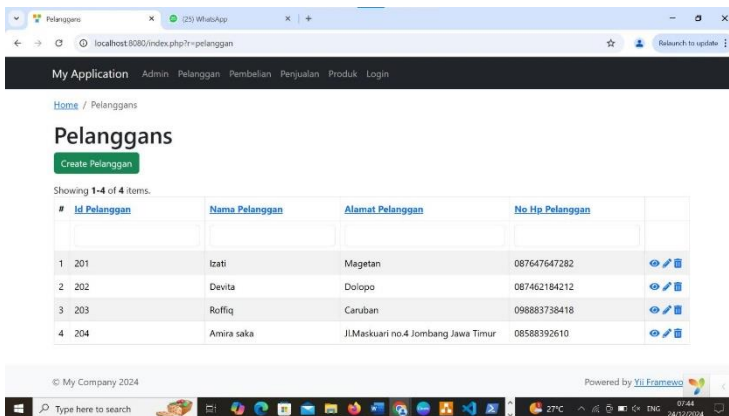 Pelanggans
(25) WhatsApp
localhost:8080/index.php?r=pelanggan
Relaunch to update
My Application Admin Pelanggan Pembelian Penjualan Produk Login
Home / Pelanggans
Pelanggans
Create Pelanggan
Showing 1-4 of 4 items.
# Id Pelanggan Nama Pelanggan Alamat Pelanggan No Hp Pelanggan
1 201 Izati Magetan 087647647282
2 202 Devita Dolopo 087462184212
3 203 Roffiq Caruban 098883738418
4 204 Amira saka Jl.Maskuari no.4 Jombang Jawa Timur 08588392610
© My Company 2024 Powered by Yii Framewo
Type here to search 27°C ENG 07:44
24/12/2024